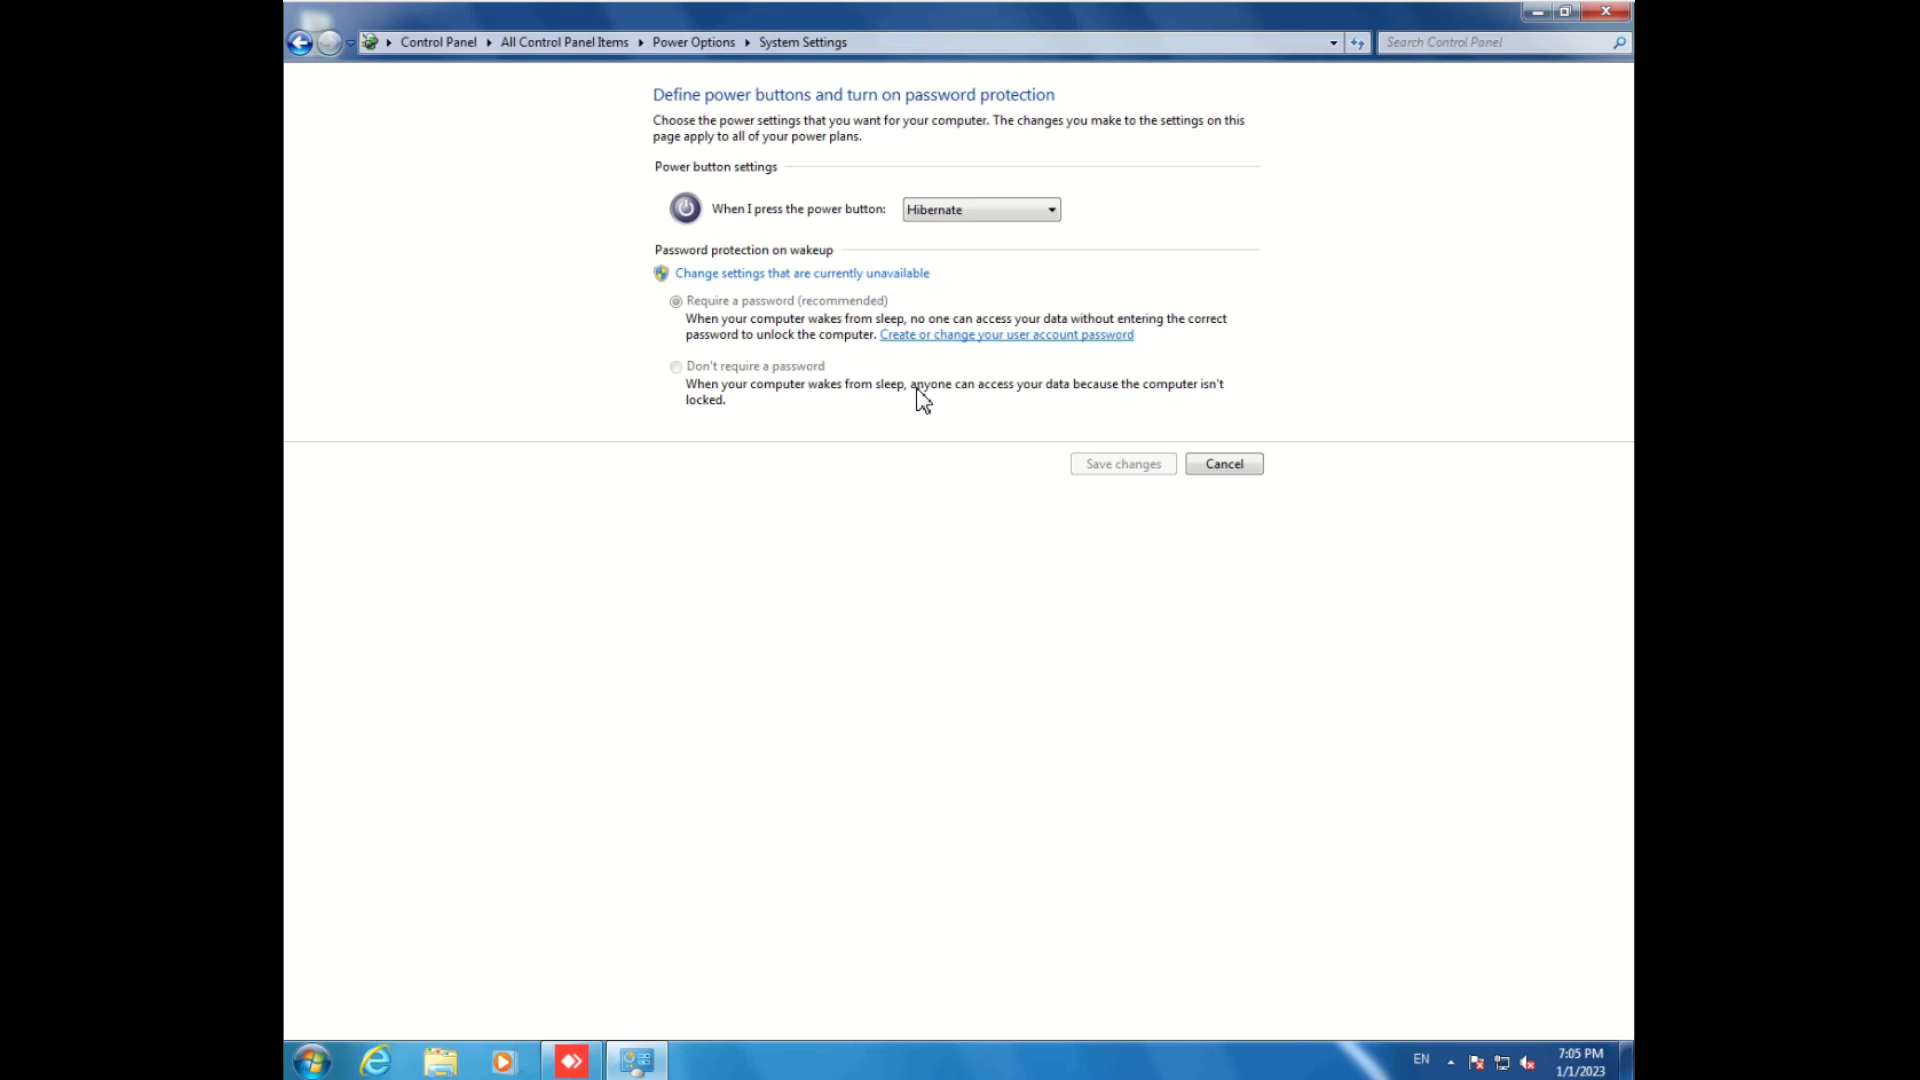 Control Panel
All Control Panel Items
Power Options
System Settings
Search Control Panel
Define power buttons and turn on password protection
Choose the power settings that you want for your computer. The changes you make to the settings on this
page apply to all of your power plans.
Power button settings
When I press the power button:
Hibernate
Password protection on wakeup
Change settings that are currently unavailable
Require a password (recommended)
When your computer wakes from sleep, no one can access your data without entering the correct
password to unlock the computer. Create or change your user account password
Don't require a password
When your computer wakes from sleep, anyone can access your data because the computer isn't
locked.
Save changes
Cancel
EN
7:05 PM
1/1/2023